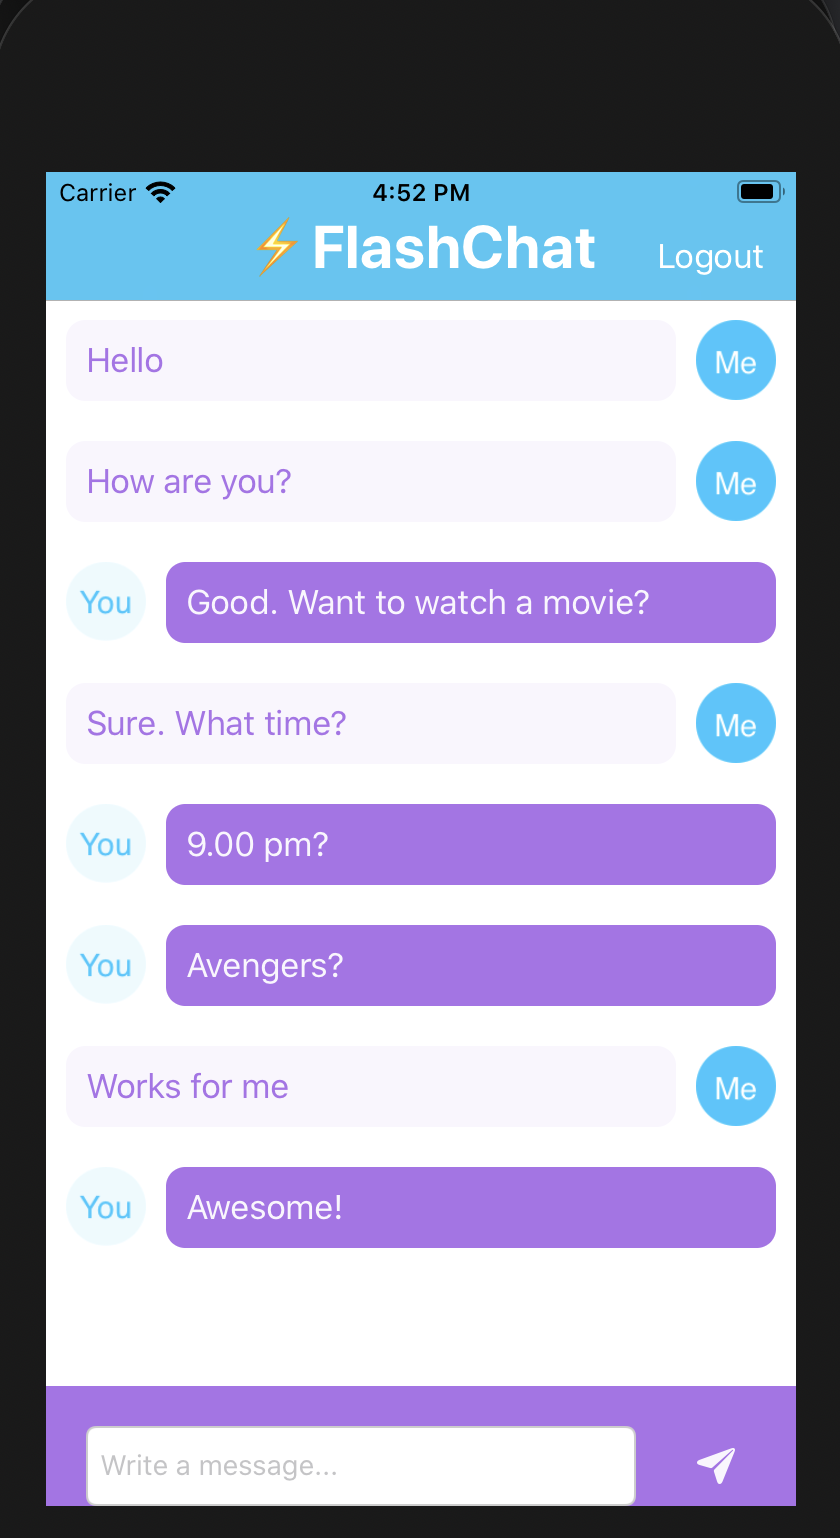 Carrier 4:52 PM
⚡️FlashChat Logout
Hello Me
How are you? Me
You Good. Want to watch a movie?
Sure. What time? Me
You 9.00 pm?
You Avengers?
Works for me Me
You Awesome!
Write a message...